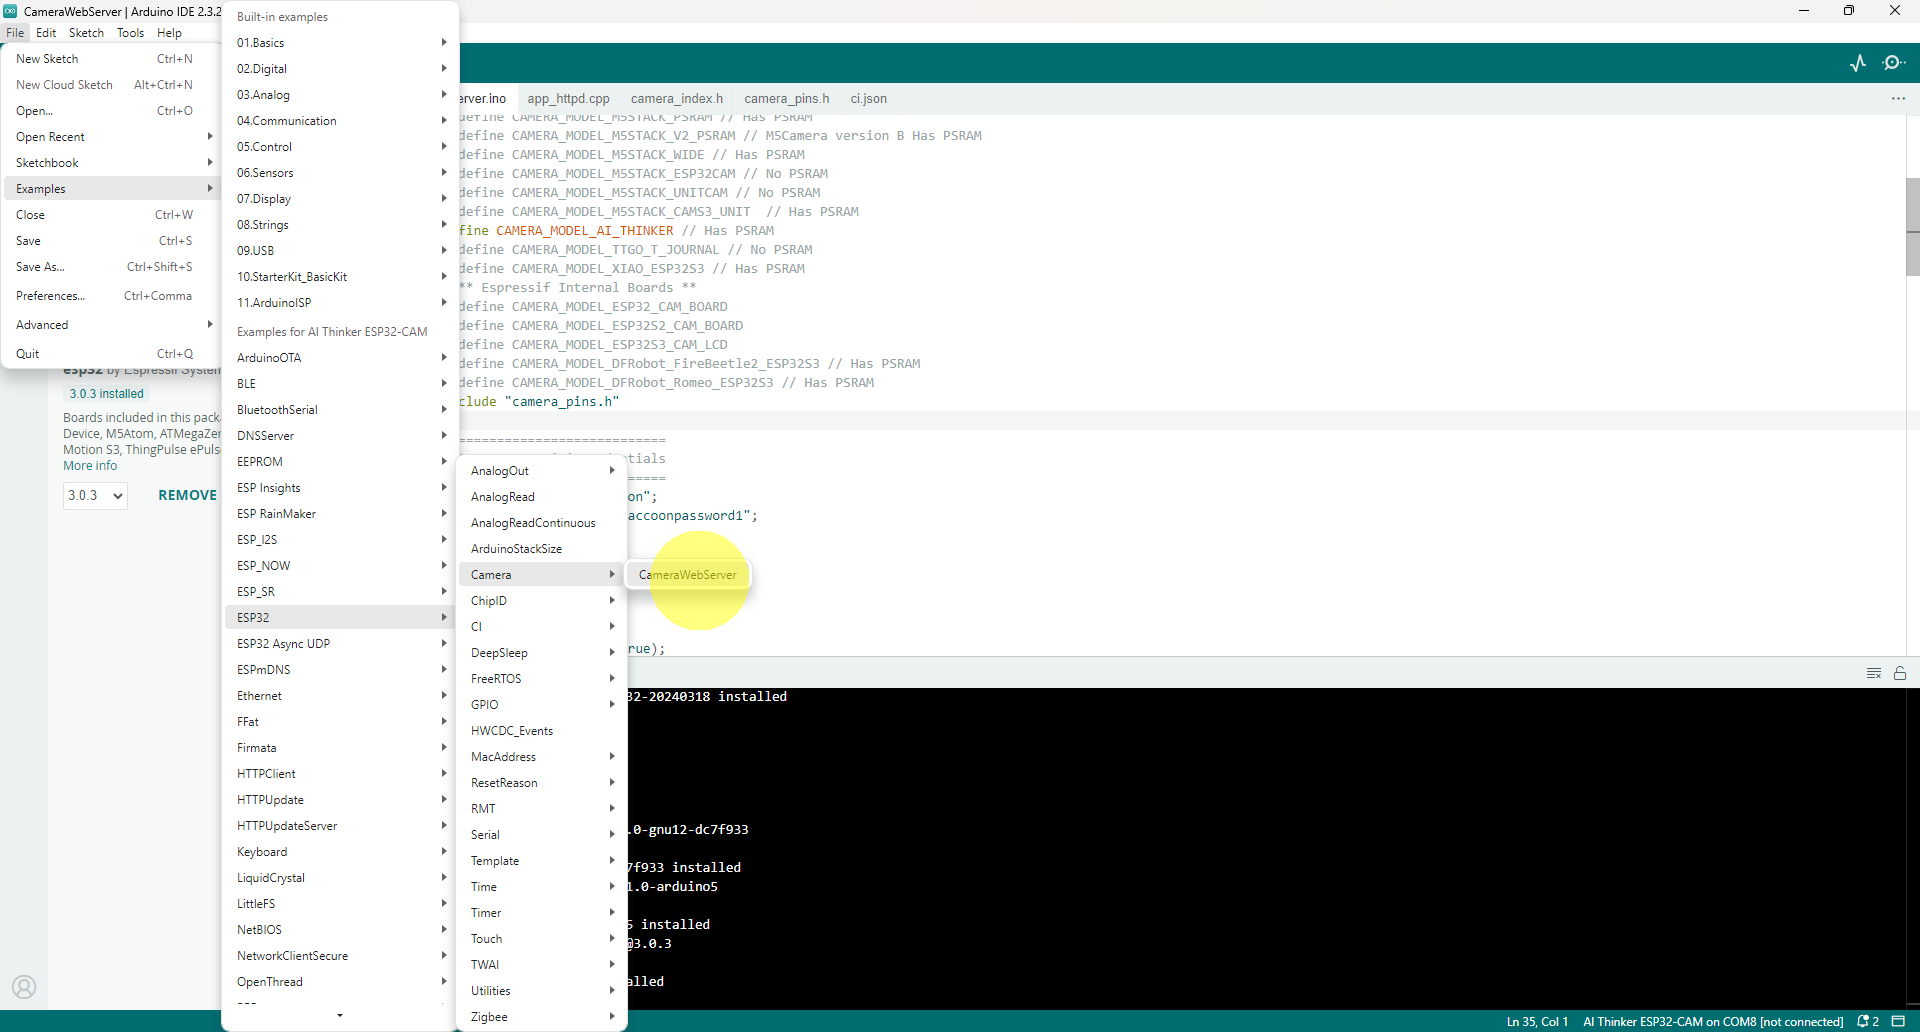 CameraWebServer | Arduino IDE 2.3.2
File Edit Sketch Tools Help
New Sketch Ctrl+N
New Cloud Sketch Alt+Ctrl+N
Open... Ctrl+O
Open Recent
Sketchbook
Examples
Close Ctrl+W
Save Ctrl+S
Save As... Ctrl+Shift+S
Preferences... Ctrl+Comma
Advanced
Quit Ctrl+Q
esp32 by Espressif System
3.0.3 installed
Boards included in this pack
Device, M5Atom, ATMegaZer
Motion S3, ThingPulse ePuls
More info
3.0.3 REMOVE
Built-in examples
01.Basics
02.Digital
03.Analog
04.Communication
05.Control
06.Sensors
07.Display
08.Strings
09.USB
10.StarterKit_BasicKit
11.ArduinoISP
Examples for AI Thinker ESP32-CAM
ArduinoOTA
BLE
BluetoothSerial
DNSServer
EEPROM
ESP Insights
ESP RainMaker
ESP_I2S
ESP_NOW
ESP_SR
ESP32
ESP32 Async UDP
ESPmDNS
Ethernet
FFat
Firmata
HTTPClient
HTTPUpdate
HTTPUpdateServer
Keyboard
LiquidCrystal
LittleFS
NetBIOS
NetworkClientSecure
OpenThread
AnalogOut
AnalogRead
AnalogReadContinuous
ArduinoStackSize
Camera
ChipID
CI
DeepSleep
FreeRTOS
GPIO
HWCDC_Events
MacAddress
ResetReason
RMT
Serial
Template
Time
Timer
Touch
TWAI
Utilities
Zigbee
CameraWebServer
erver.ino app_httpd.cpp camera_index.h camera_pins.h ci.json
define CAMERA_MODEL_M5STACK_PSRAM // Has PSRAM
define CAMERA_MODEL_M5STACK_V2_PSRAM // M5Camera version B Has PSRAM
define CAMERA_MODEL_M5STACK_WIDE // Has PSRAM
define CAMERA_MODEL_M5STACK_ESP32CAM // No PSRAM
define CAMERA_MODEL_M5STACK_UNITCAM // No PSRAM
define CAMERA_MODEL_M5STACK_CAMS3_UNIT  // Has PSRAM
fine CAMERA_MODEL_AI_THINKER // Has PSRAM
define CAMERA_MODEL_TTGO_T_JOURNAL // No PSRAM
define CAMERA_MODEL_XIAO_ESP32S3 // Has PSRAM
** Espressif Internal Boards **
define CAMERA_MODEL_ESP32_CAM_BOARD
define CAMERA_MODEL_ESP32S2_CAM_BOARD
define CAMERA_MODEL_ESP32S3_CAM_LCD
define CAMERA_MODEL_DFRobot_FireBeetle2_ESP32S3 // Has PSRAM
define CAMERA_MODEL_DFRobot_Romeo_ESP32S3 // Has PSRAM
clude "camera_pins.h"
===========================
tials
=====
on";
accoonpassword1";
rue);
32-20240318 installed
.0-gnu12-dc7f933
7f933 installed
1.0-arduino5
5 installed
@3.0.3
alled
Ln 35, Col 1 AI Thinker ESP32-CAM on COM8 [not connected] 2